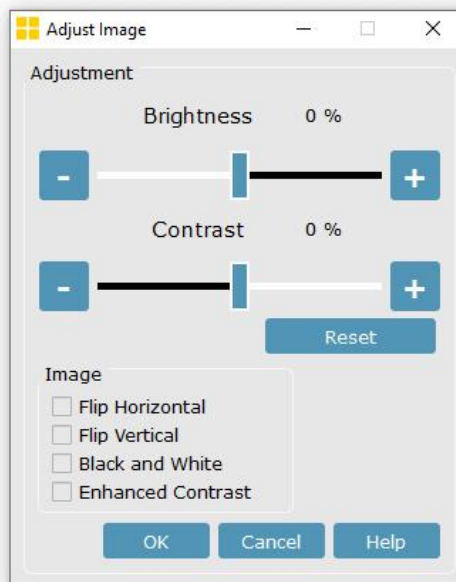 Adjust Image
Adjustment
Brightness 0 %
- +
Contrast 0 %
- +
Reset
Image
Flip Horizontal
Flip Vertical
Black and White
Enhanced Contrast
OK Cancel Help